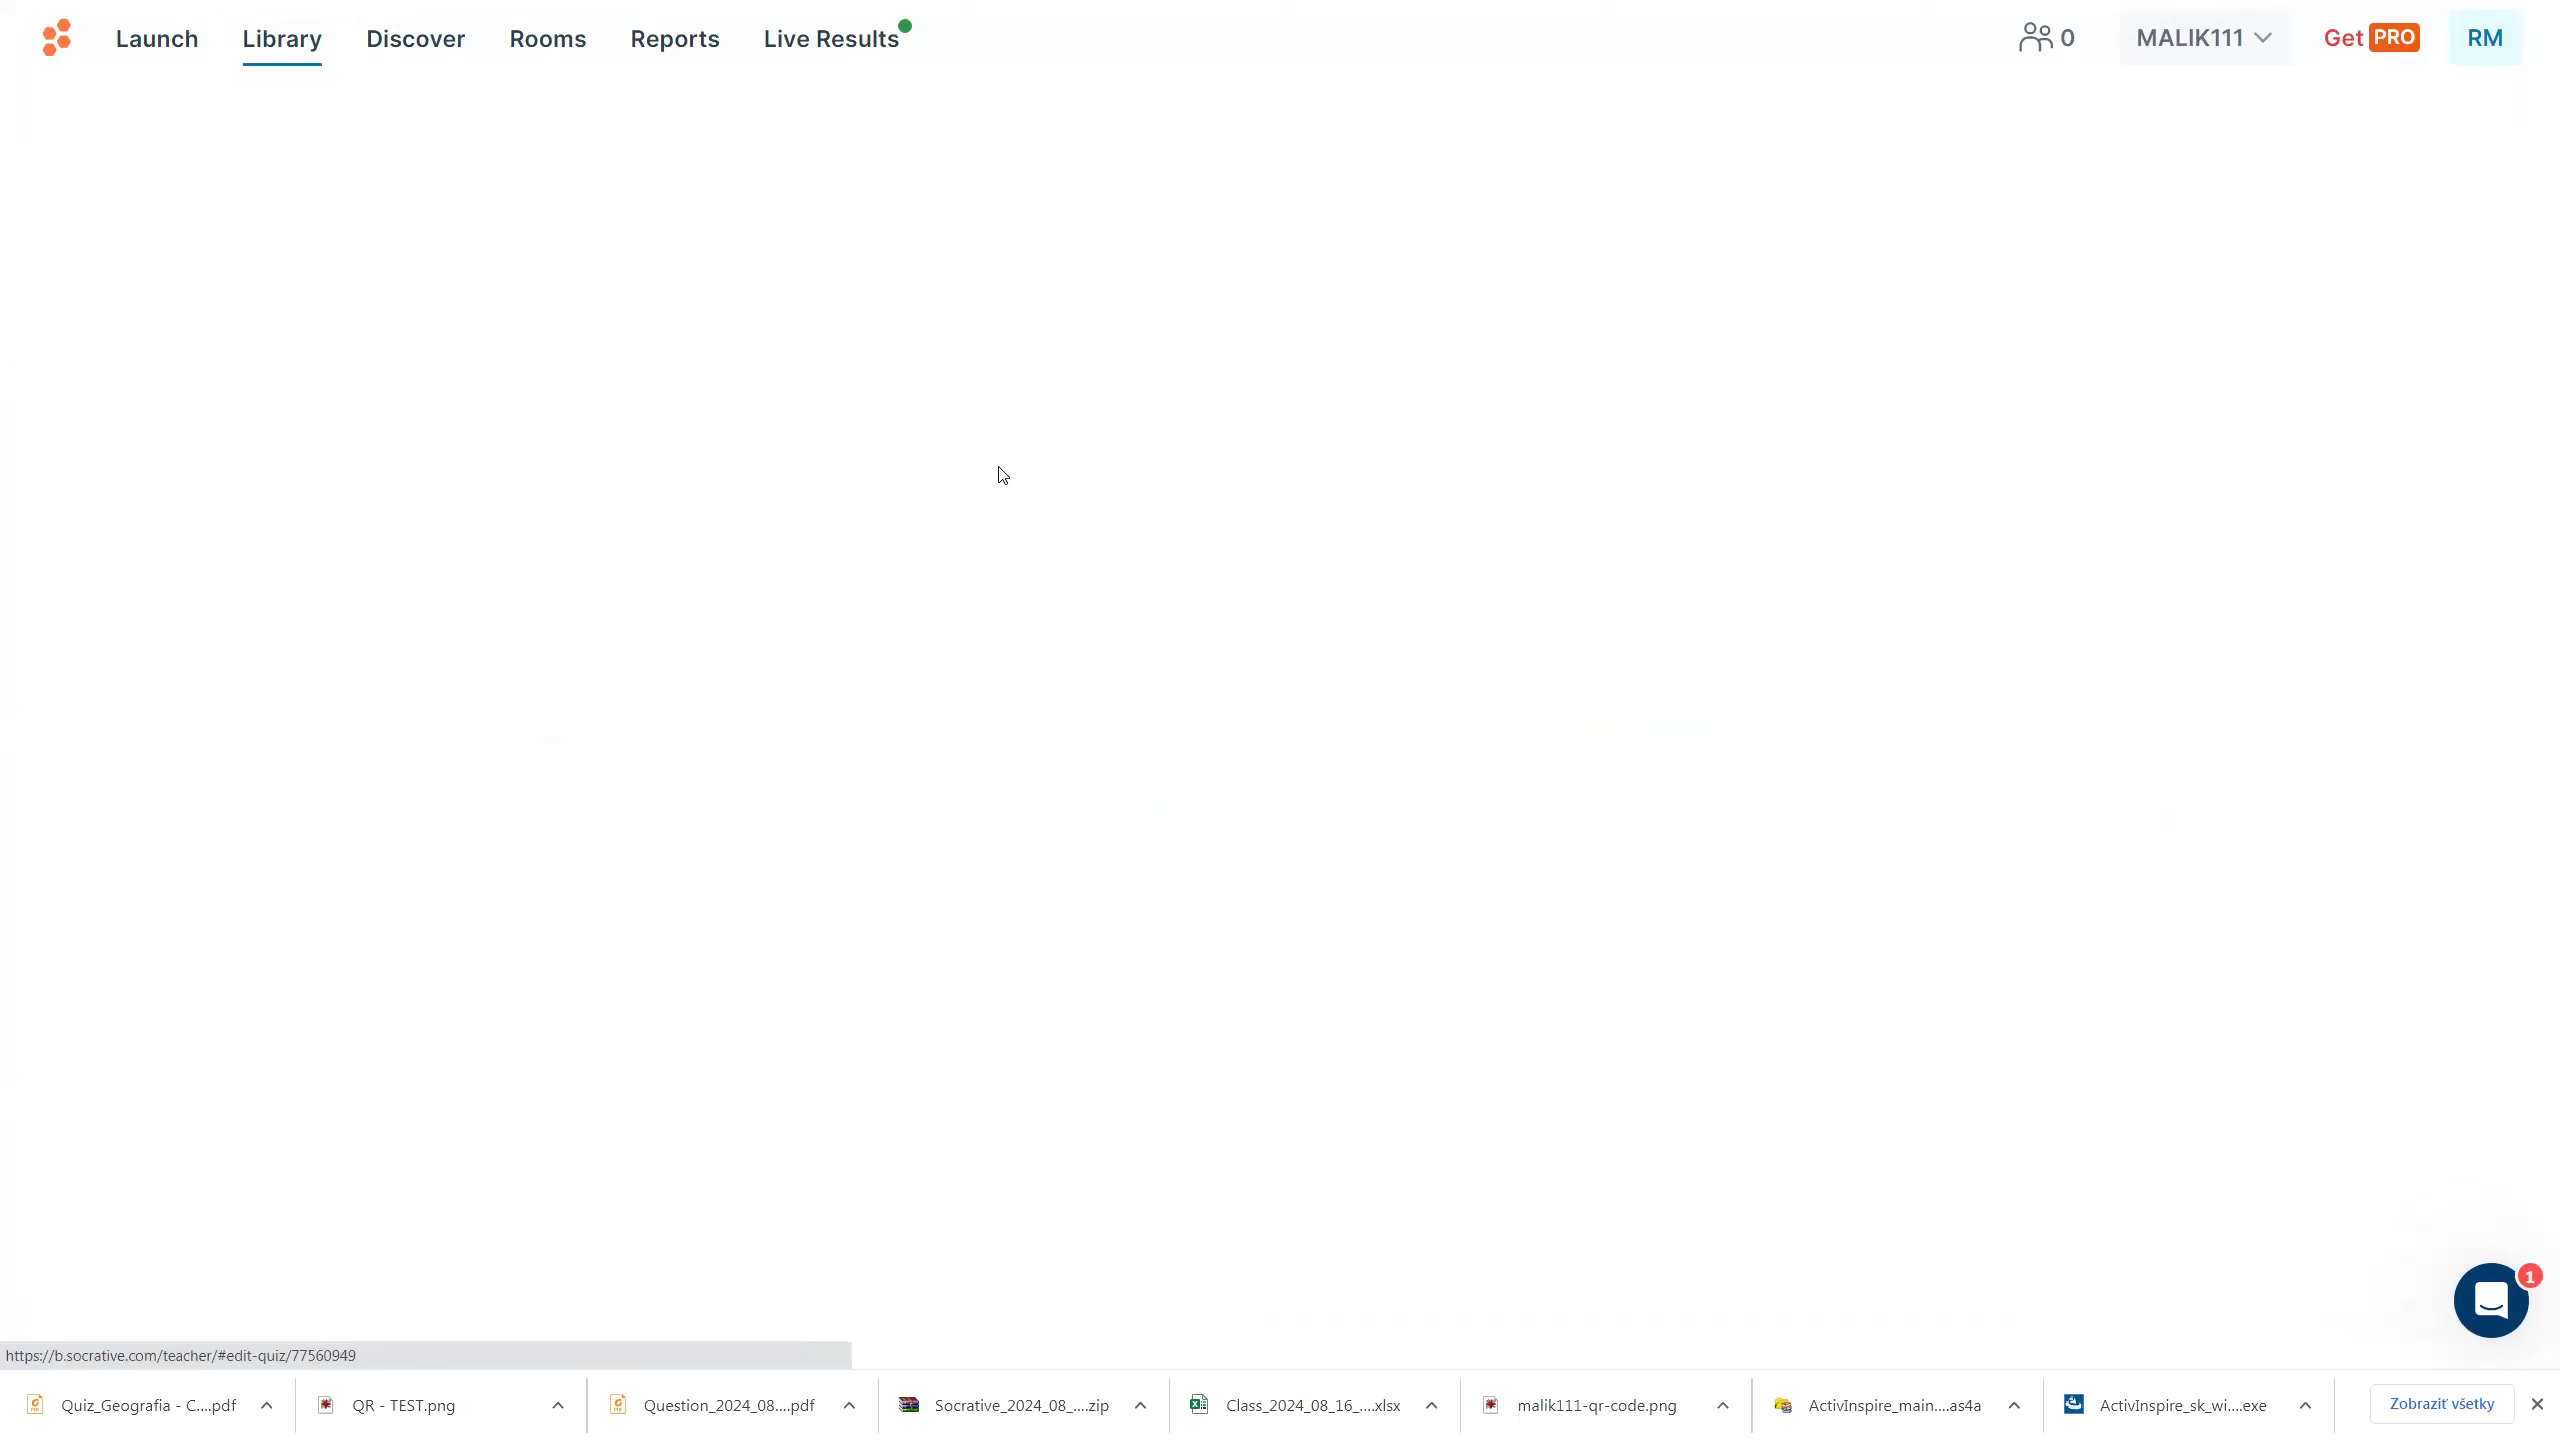 Launch Library Discover Rooms Reports Live Results 0 MALIK111 Get PRO RM
1
https://b.socrative.com/teacher/#edit-quiz/77560949
Quiz_Geografia - C....pdf QR - TEST.png Question_2024_08....pdf Socrative_2024_08_....zip Class_2024_08_16_....xlsx malik111-qr-code.png ActivInspire_main....as4a ActivInspire_sk_wi....exe Zobraziť všetky